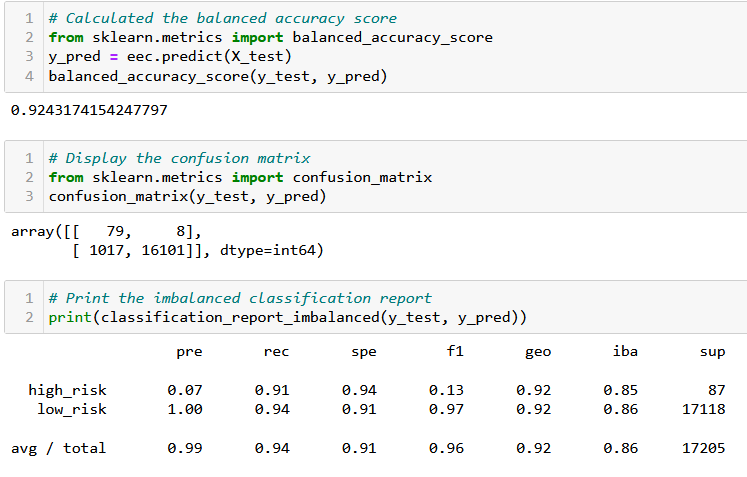 1 # Calculated the balanced accuracy score
2 from sklearn.metrics import balanced_accuracy_score
3 y_pred = eec.predict(X_test)
4 balanced_accuracy_score(y_test, y_pred)
0.9243174154247797
1 # Display the confusion matrix
2 from sklearn.metrics import confusion_matrix
3 confusion_matrix(y_test, y_pred)
array([[   79,     8],
       [ 1017, 16101]], dtype=int64)
1 # Print the imbalanced classification report
2 print(classification_report_imbalanced(y_test, y_pred))
pre rec spe f1 geo iba sup
high_risk 0.07 0.91 0.94 0.13 0.92 0.85 87
low_risk 1.00 0.94 0.91 0.97 0.92 0.86 17118
avg / total 0.99 0.94 0.91 0.96 0.92 0.86 17205